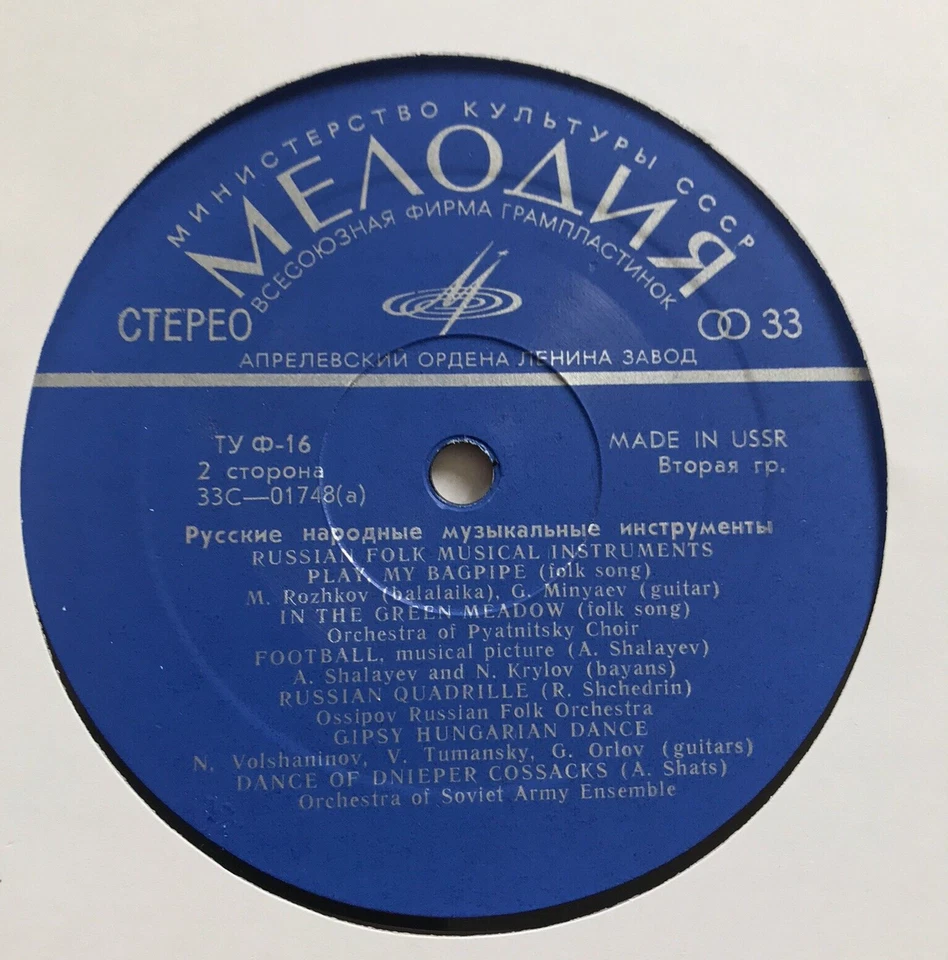 МИНИСТЕРСТВО КУЛЬТУРЫ СССР
МЕЛОДИЯ
ВСЕСОЮЗНАЯ ФИРМА ГРАМПЛАСТИНОК
СТЕРЕО
33
АПРЕЛЕВСКИЙ ОРДЕНА ЛЕНИНА ЗАВОД
ТУ Ф-16
MADE IN USSR
2 сторона
Вторая гр.
33С—01748(а)
Русские народные музыкальные инструменты
RUSSIAN FOLK MUSICAL INSTRUMENTS
PLAY, MY BAGPIPE (folk song)
M. Rozhkov (balalaika), G. Minyaev (guitar)
IN THE GREEN MEADOW (folk song)
Orchestra of Pyatnitsky Choir
FOOTBALL, musical picture (A. Shalayev)
A. Shalayev and N. Krylov (bayans)
RUSSIAN QUADRILLE (R. Shchedrin)
Ossipov Russian Folk Orchestra
GIPSY HUNGARIAN DANCE
N. Volshaninov, V. Tumansky, G. Orlov (guitars)
DANCE OF DNIEPER COSSACKS (A. Shats)
Orchestra of Soviet Army Ensemble